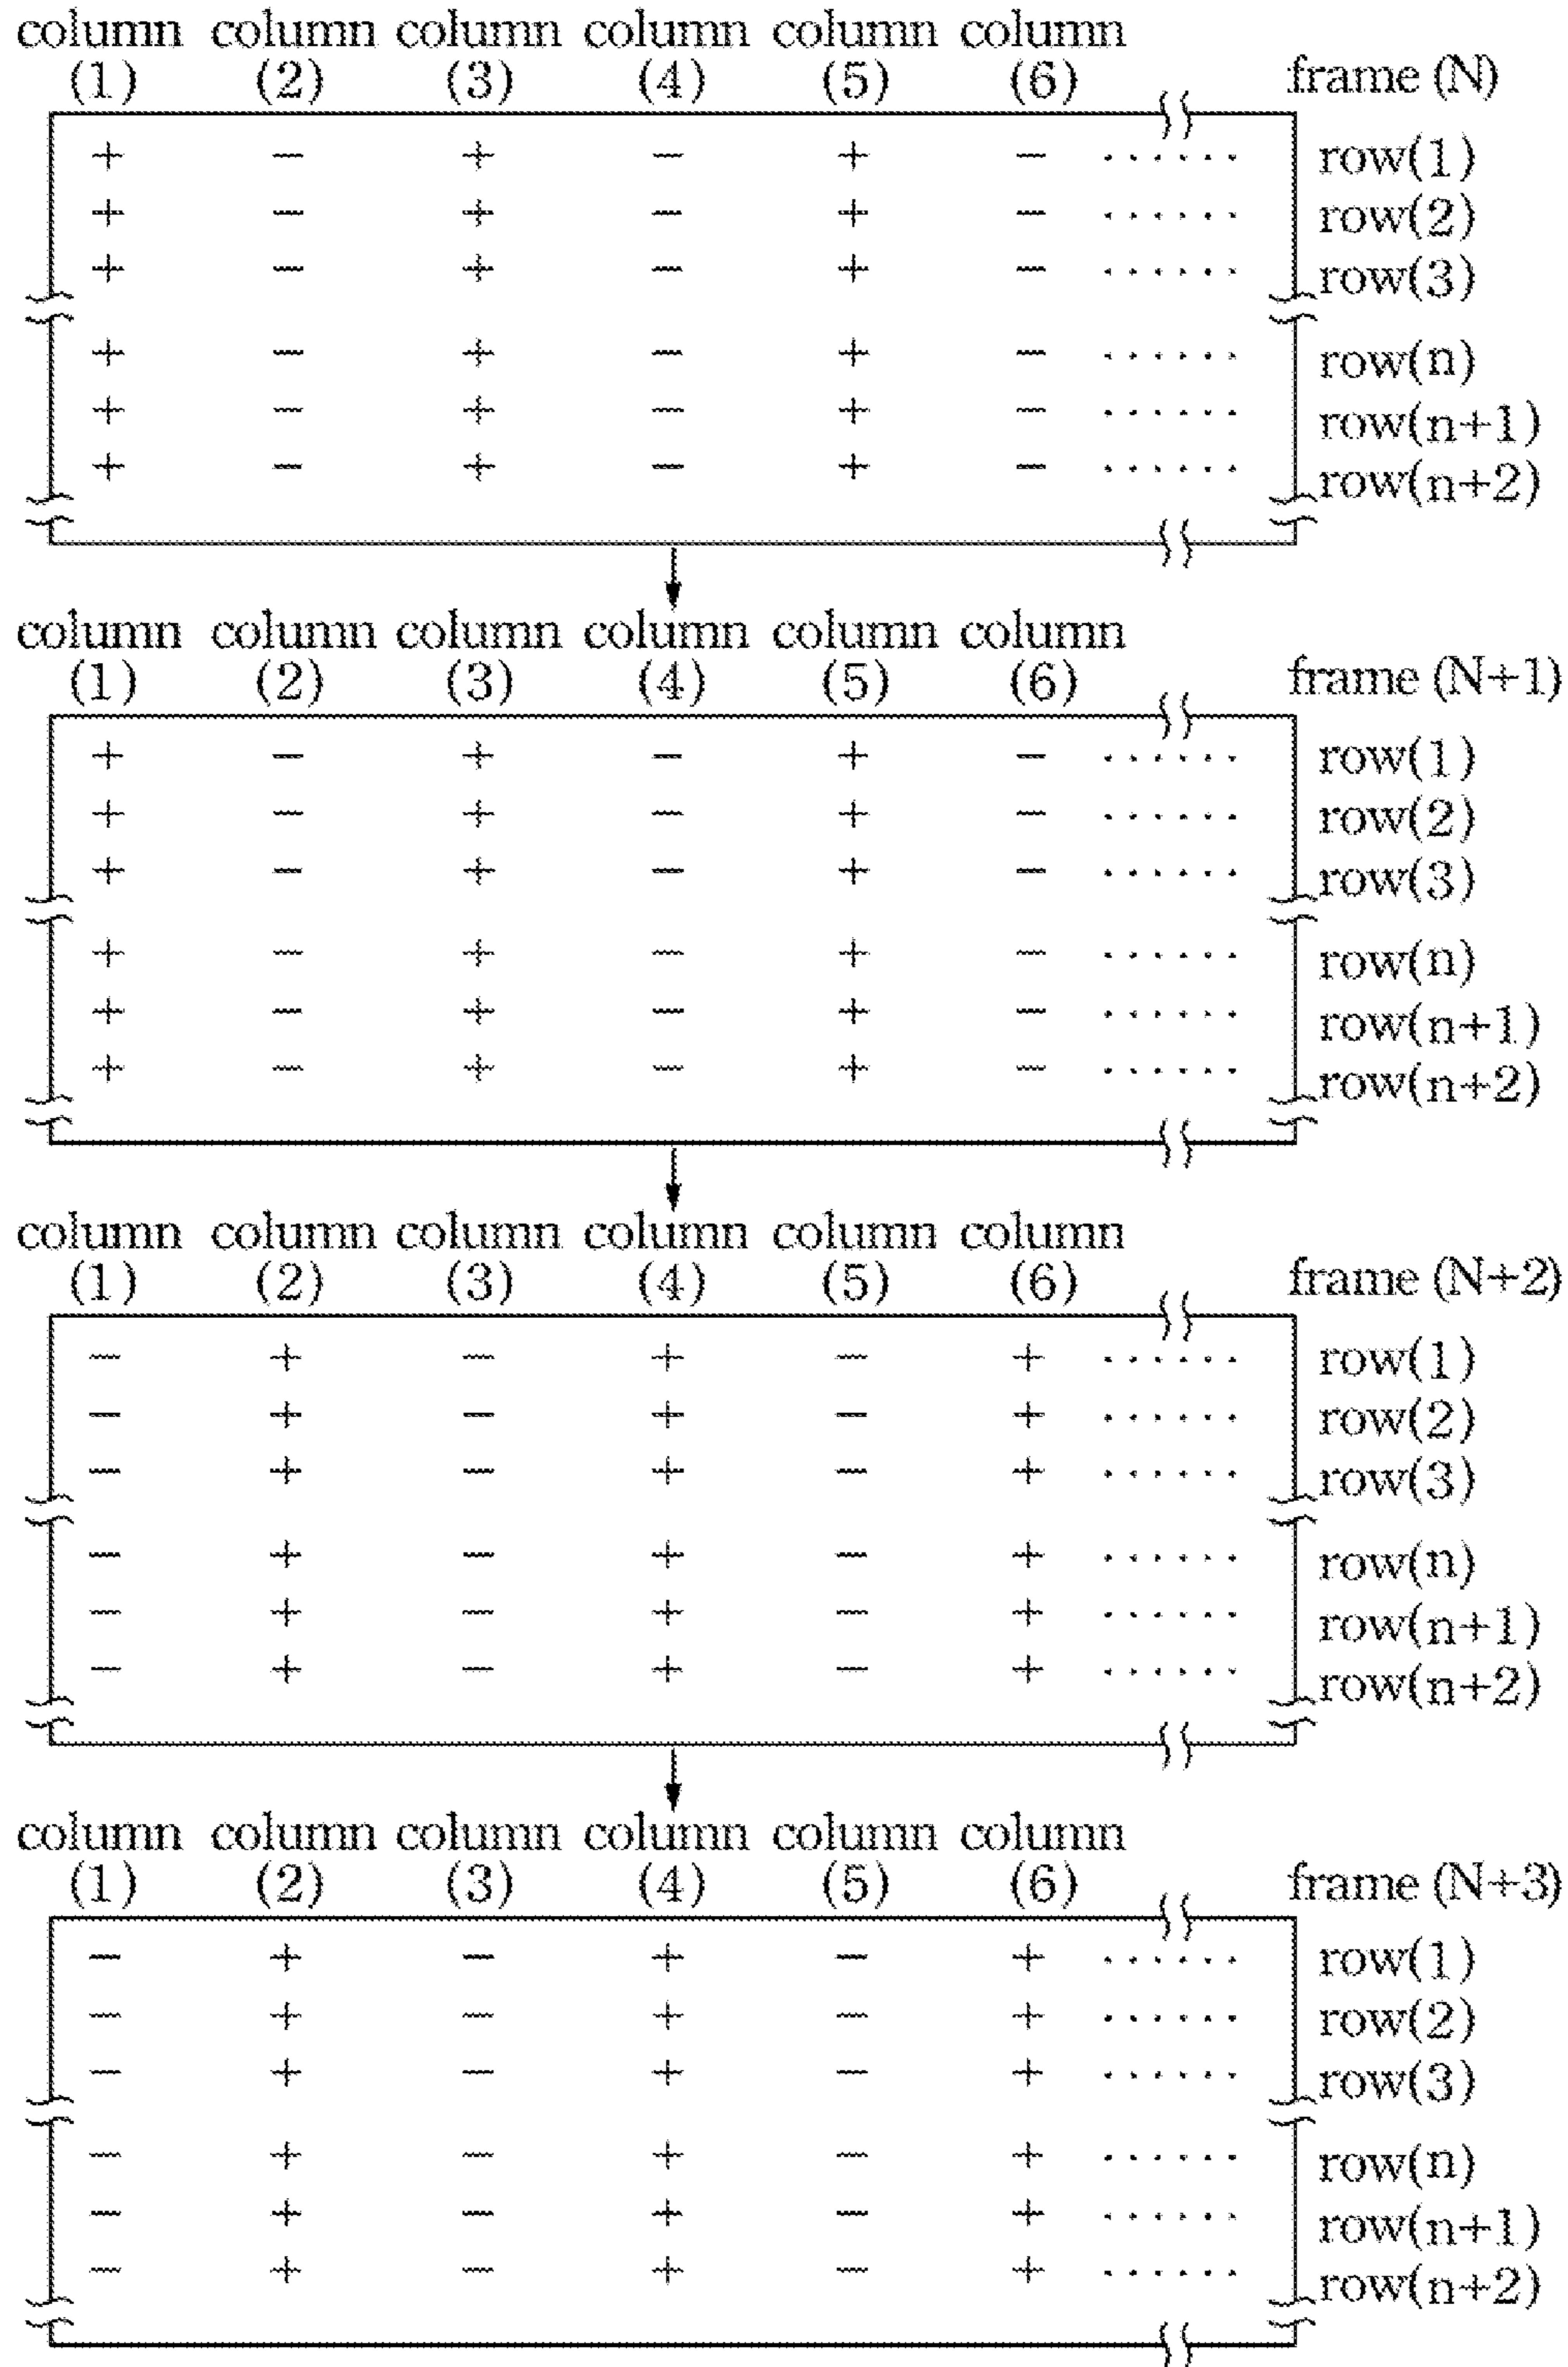 column column column column column column
(1) (2) (3) (4) (5) (6) frame (N)
+ − + − + − ...... row(1)
+ − + − + − ...... row(2)
+ − + − + − ...... row(3)
+ − + − + − ...... row(n)
+ − + − + − ...... row(n+1)
+ − + − + − ...... row(n+2)
column column column column column column
(1) (2) (3) (4) (5) (6) frame (N+1)
+ − + − + − ...... row(1)
+ − + − + − ...... row(2)
+ − + − + − ...... row(3)
+ − + − + − ...... row(n)
+ − + − + − ...... row(n+1)
+ − + − + − ...... row(n+2)
column column column column column column
(1) (2) (3) (4) (5) (6) frame (N+2)
− + − + − + ...... row(1)
− + − + − + ...... row(2)
− + − + − + ...... row(3)
− + − + − + ...... row(n)
− + − + − + ...... row(n+1)
− + − + − + ...... row(n+2)
column column column column column column
(1) (2) (3) (4) (5) (6) frame (N+3)
− + − + − + ...... row(1)
− + − + − + ...... row(2)
− + − + − + ...... row(3)
− + − + − + ...... row(n)
− + − + − + ...... row(n+1)
− + − + − + ...... row(n+2)